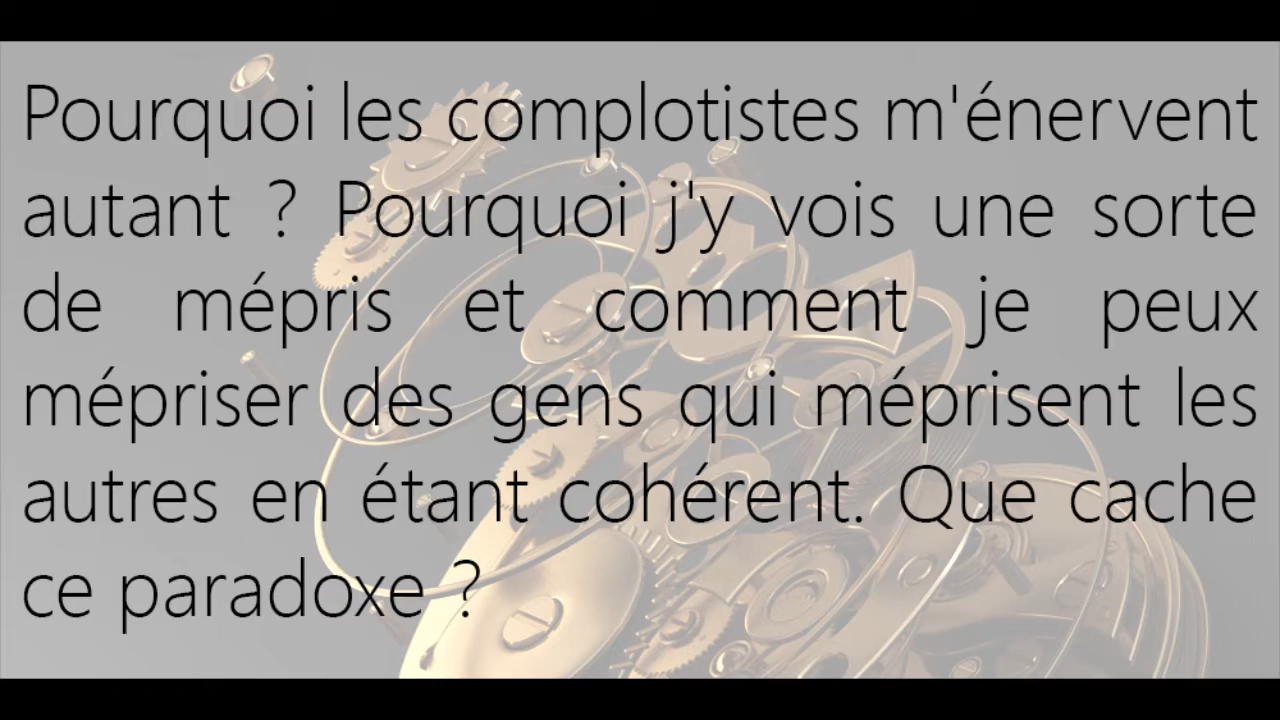 Pourquoi les complotistes m'énervent
autant ? Pourquoi j'y vois une sorte
de mépris et comment je peux
mépriser des gens qui méprisent les
autres en étant cohérent. Que cache
ce paradoxe ?